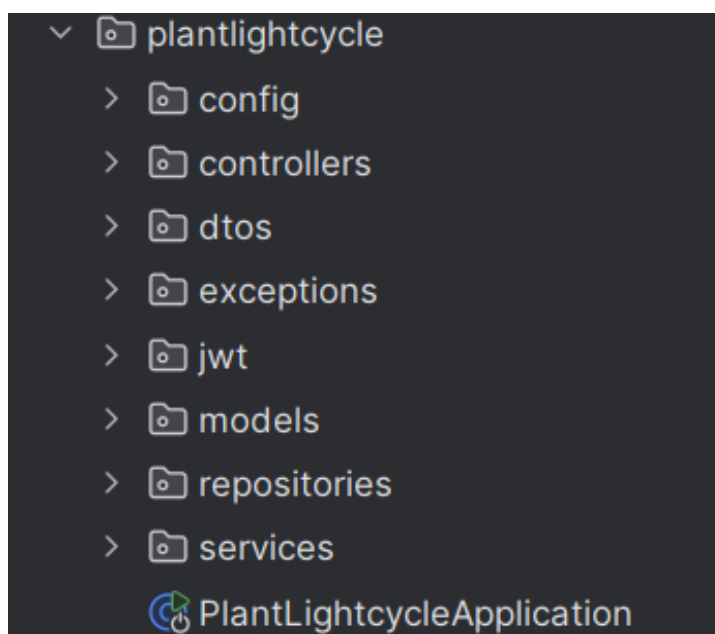 plantlightcycle
config
controllers
dtos
exceptions
jwt
models
repositories
services
PlantLightcycleApplication